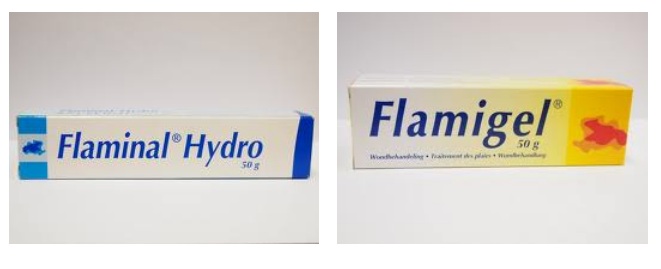 Flaminal® Hydro
50 g
Flamigel®
50 g
Wondbehandeling • Traitement des plaies • Wundbehandlung